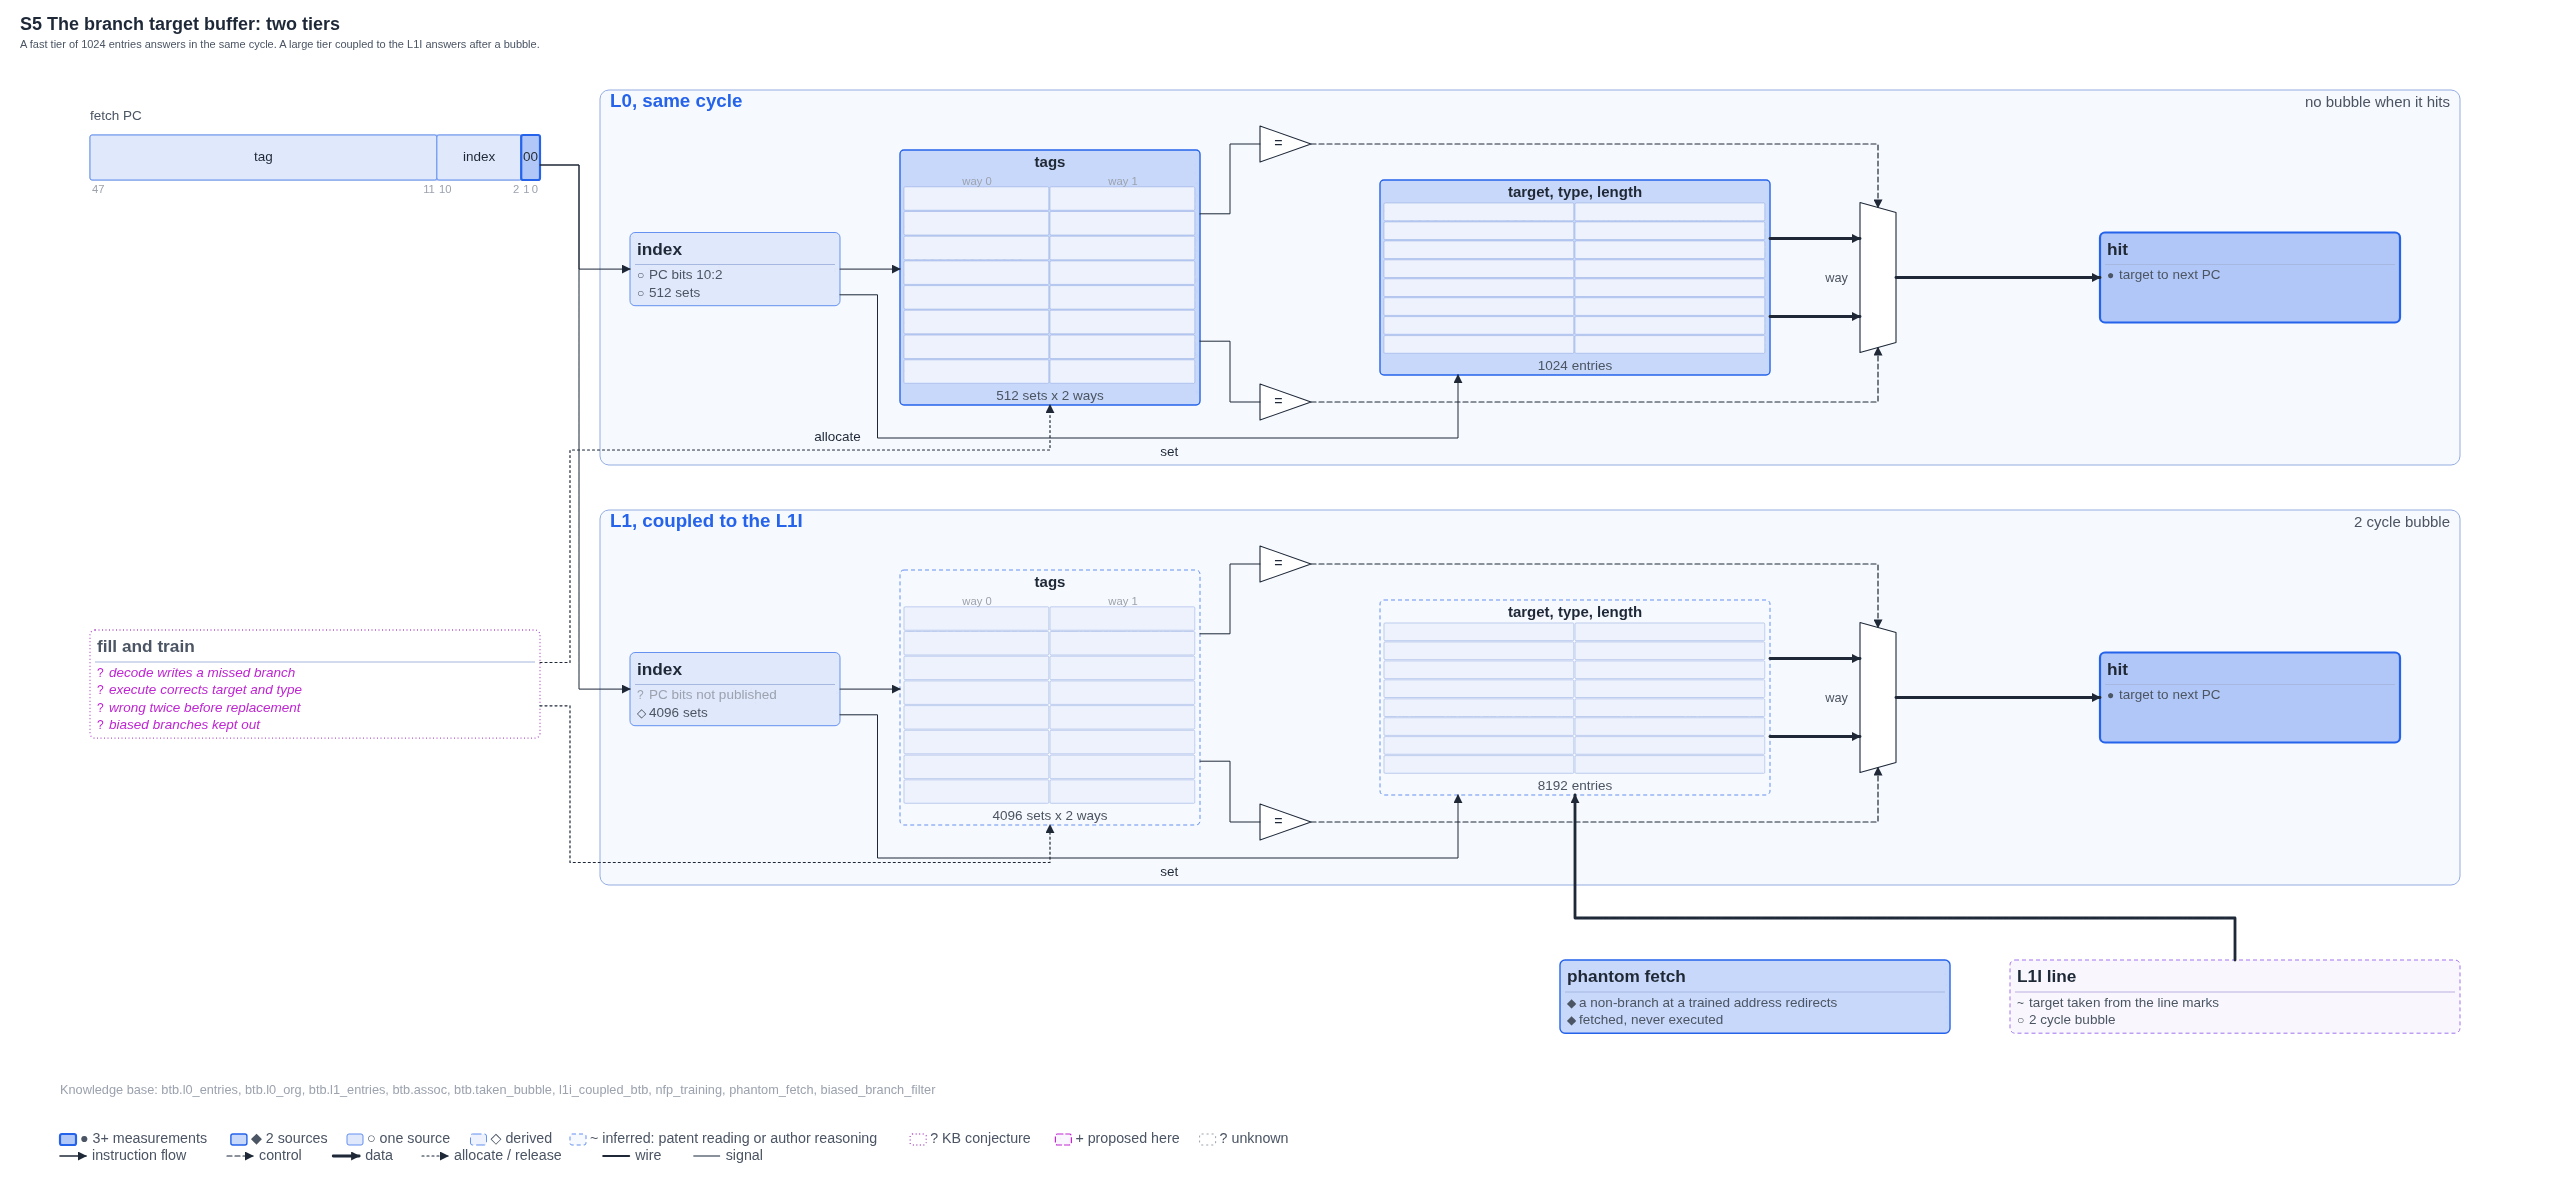 S5 The branch target buffer: two tiers
A fast tier of 1024 entries answers in the same cycle. A large tier coupled to the L1I answers after a bubble.
fetch PC
tag index 00
47 11 10 2 1 0
L0, same cycle
no bubble when it hits
index
○ PC bits 10:2
○ 512 sets
tags
way 0 way 1
512 sets x 2 ways
=
=
target, type, length
1024 entries
way
hit
● target to next PC
allocate
set
L1, coupled to the L1I
2 cycle bubble
fill and train
? decode writes a missed branch
? execute corrects target and type
? wrong twice before replacement
? biased branches kept out
index
? PC bits not published
◇ 4096 sets
tags
way 0 way 1
4096 sets x 2 ways
=
=
target, type, length
8192 entries
way
hit
● target to next PC
set
phantom fetch
◆ a non-branch at a trained address redirects
◆ fetched, never executed
L1I line
~ target taken from the line marks
○ 2 cycle bubble
Knowledge base: btb.l0_entries, btb.l0_org, btb.l1_entries, btb.assoc, btb.taken_bubble, l1i_coupled_btb, nfp_training, phantom_fetch, biased_branch_filter
● 3+ measurements ◆ 2 sources ○ one source ◇ derived ~ inferred: patent reading or author reasoning ? KB conjecture + proposed here ? unknown
instruction flow control data allocate / release wire signal